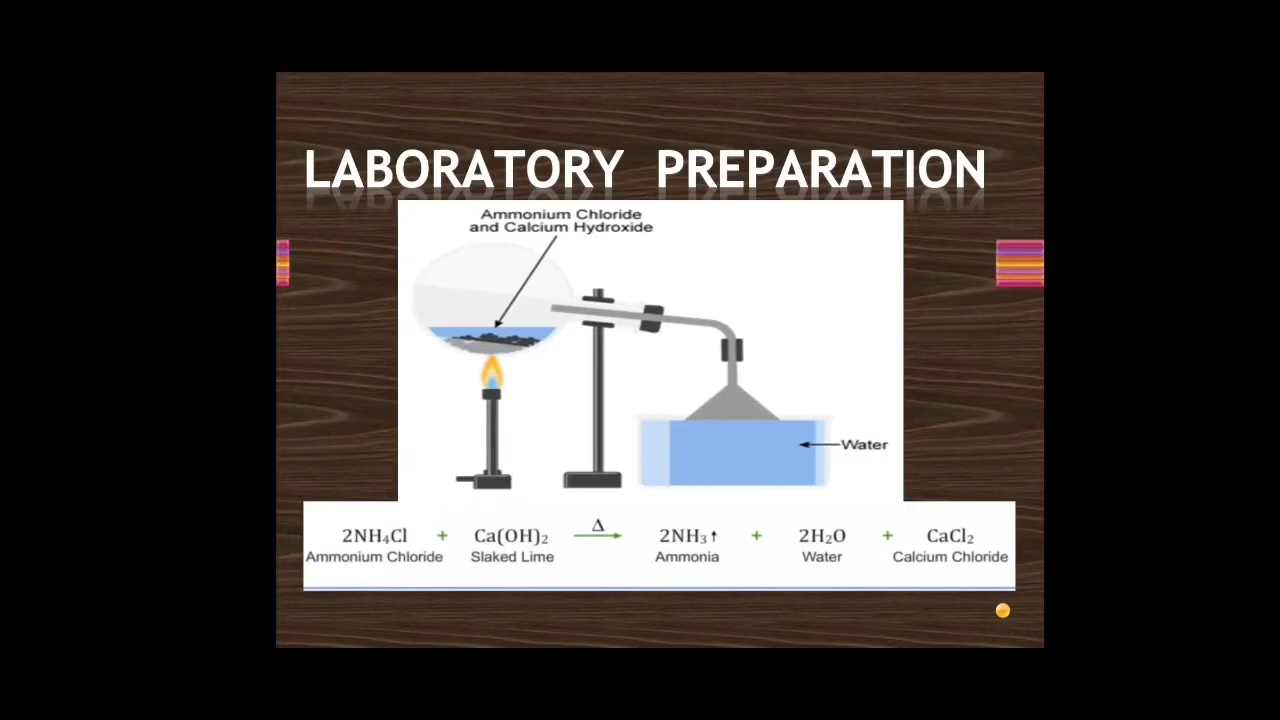 LABORATORY PREPARATION
Ammonium Chloride
and Calcium Hydroxide
Water
2NH₄Cl + Ca(OH)₂ Δ→ 2NH₃↑ + 2H₂O + CaCl₂
Ammonium Chloride Slaked Lime Ammonia Water Calcium Chloride